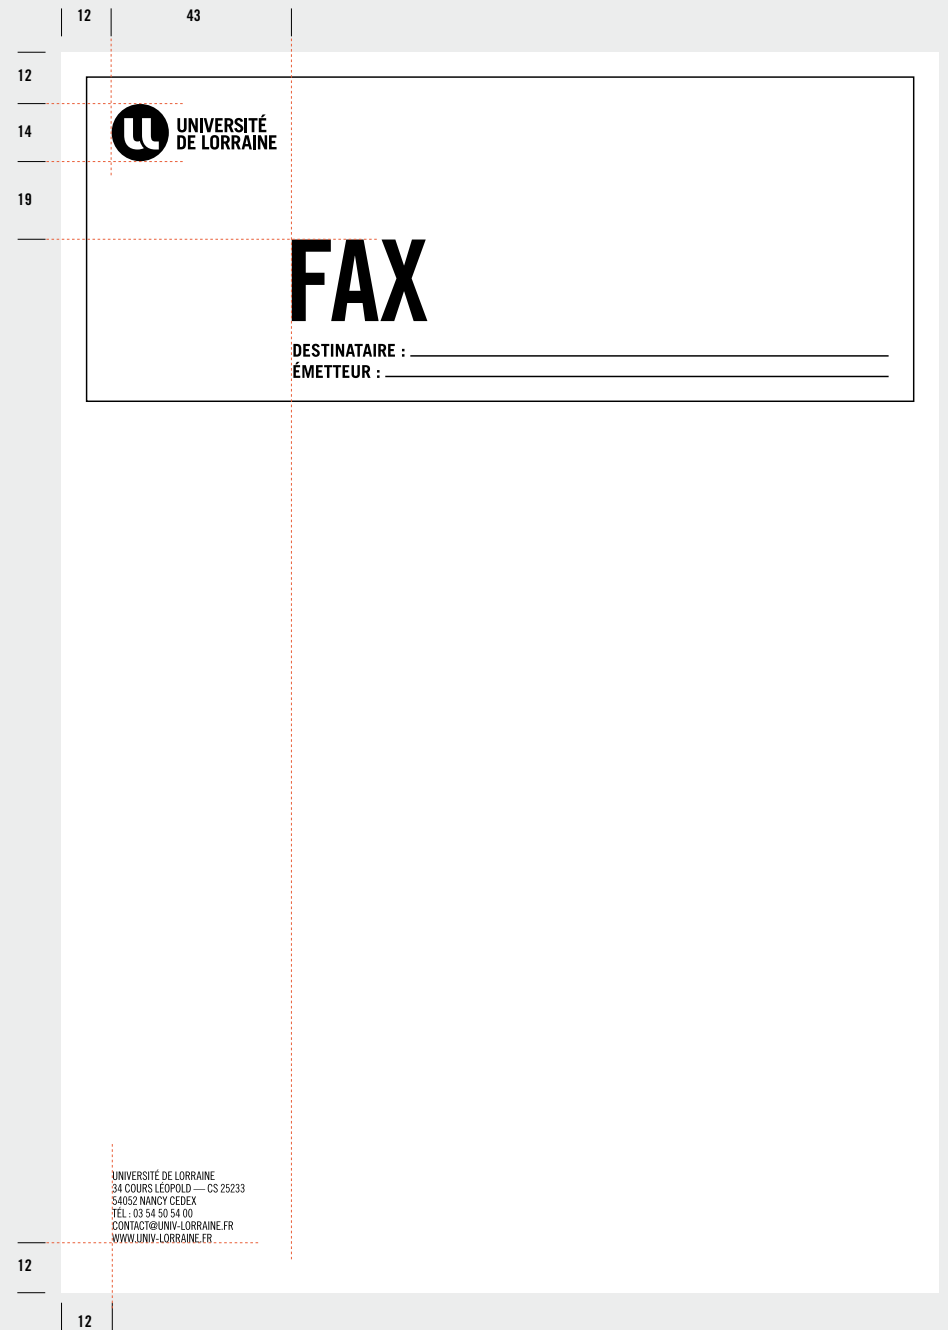 12
43
12
14
19
UNIVERSITÉ
DE LORRAINE
FAX
DESTINATAIRE :
ÉMETTEUR :
UNIVERSITÉ DE LORRAINE
34 COURS LÉOPOLD — CS 25233
54052 NANCY CEDEX
TÉL : 03 54 50 54 00
CONTACT@UNIV-LORRAINE.FR
WWW.UNIV-LORRAINE.FR
12
12